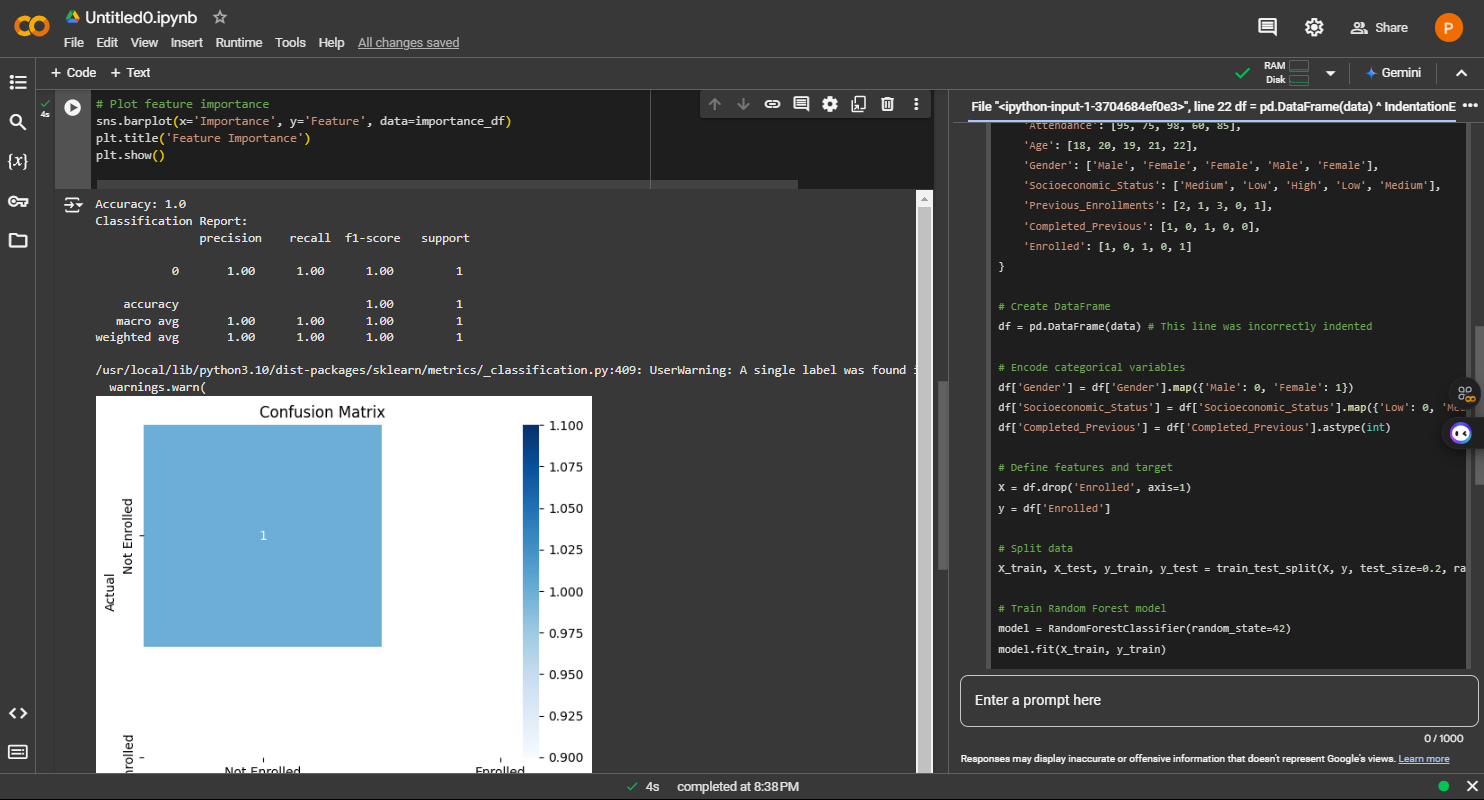 Untitled0.ipynb
File Edit View Insert Runtime Tools Help All changes saved
Share
P
+ Code + Text
RAM
Disk
Gemini
4s
# Plot feature importance
sns.barplot(x='Importance', y='Feature', data=importance_df)
plt.title('Feature Importance')
plt.show()
{x}
Accuracy: 1.0
Classification Report:
precision recall f1-score support
0 1.00 1.00 1.00 1
accuracy 1.00 1
macro avg 1.00 1.00 1.00 1
weighted avg 1.00 1.00 1.00 1
/usr/local/lib/python3.10/dist-packages/sklearn/metrics/_classification.py:409: UserWarning: A single label was found
warnings.warn(
Confusion Matrix
Actual
Not Enrolled
1
Not Enrolled
Enrolled
1.100
1.075
1.050
1.025
1.000
0.975
0.950
0.925
0.900
File "<ipython-input-1-3704684ef0e3>", line 22 df = pd.DataFrame(data) ^ IndentationE
'Attendance': [95, 75, 98, 60, 85],
'Age': [18, 20, 19, 21, 22],
'Gender': ['Male', 'Female', 'Female', 'Male', 'Female'],
'Socioeconomic_Status': ['Medium', 'Low', 'High', 'Low', 'Medium'],
'Previous_Enrollments': [2, 1, 3, 0, 1],
'Completed_Previous': [1, 0, 1, 0, 0],
'Enrolled': [1, 0, 1, 0, 1]
}
# Create DataFrame
df = pd.DataFrame(data) # This line was incorrectly indented
# Encode categorical variables
df['Gender'] = df['Gender'].map({'Male': 0, 'Female': 1})
df['Socioeconomic_Status'] = df['Socioeconomic_Status'].map({'Low': 0,
df['Completed_Previous'] = df['Completed_Previous'].astype(int)
# Define features and target
X = df.drop('Enrolled', axis=1)
y = df['Enrolled']
# Split data
X_train, X_test, y_train, y_test = train_test_split(X, y, test_size=0.2, ra
# Train Random Forest model
model = RandomForestClassifier(random_state=42)
model.fit(X_train, y_train)
Enter a prompt here
0 / 1000
Responses may display inaccurate or offensive information that doesn't represent Google's views. Learn more
4s completed at 8:38 PM